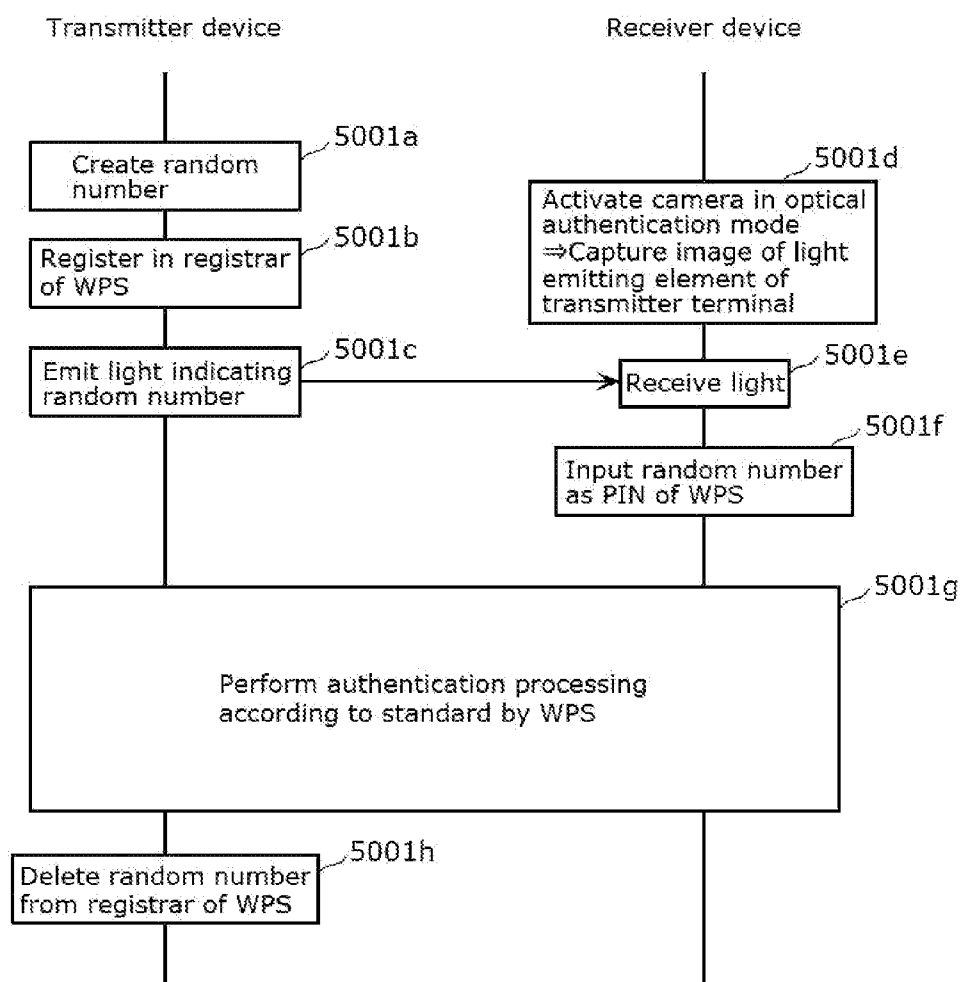 Transmitter device
Receiver device
5001a
Create random
number
5001b
Register in registrar
of WPS
5001c
Emit light indicating
random number
5001d
Activate camera in optical
authentication mode
⇒Capture image of light
emitting element of
transmitter terminal
5001e
Receive light
5001f
Input random number
as PIN of WPS
5001g
Perform authentication processing
according to standard by WPS
5001h
Delete random number
from registrar of WPS